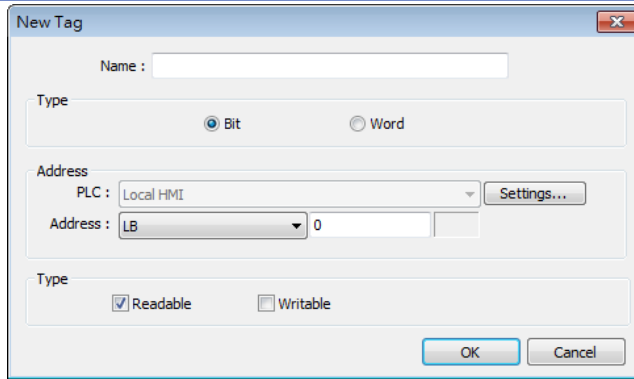 New Tag
Name :
Type
Bit Word
Address
PLC : Local HMI Settings...
Address : LB 0
Type
Readable Writable
OK Cancel